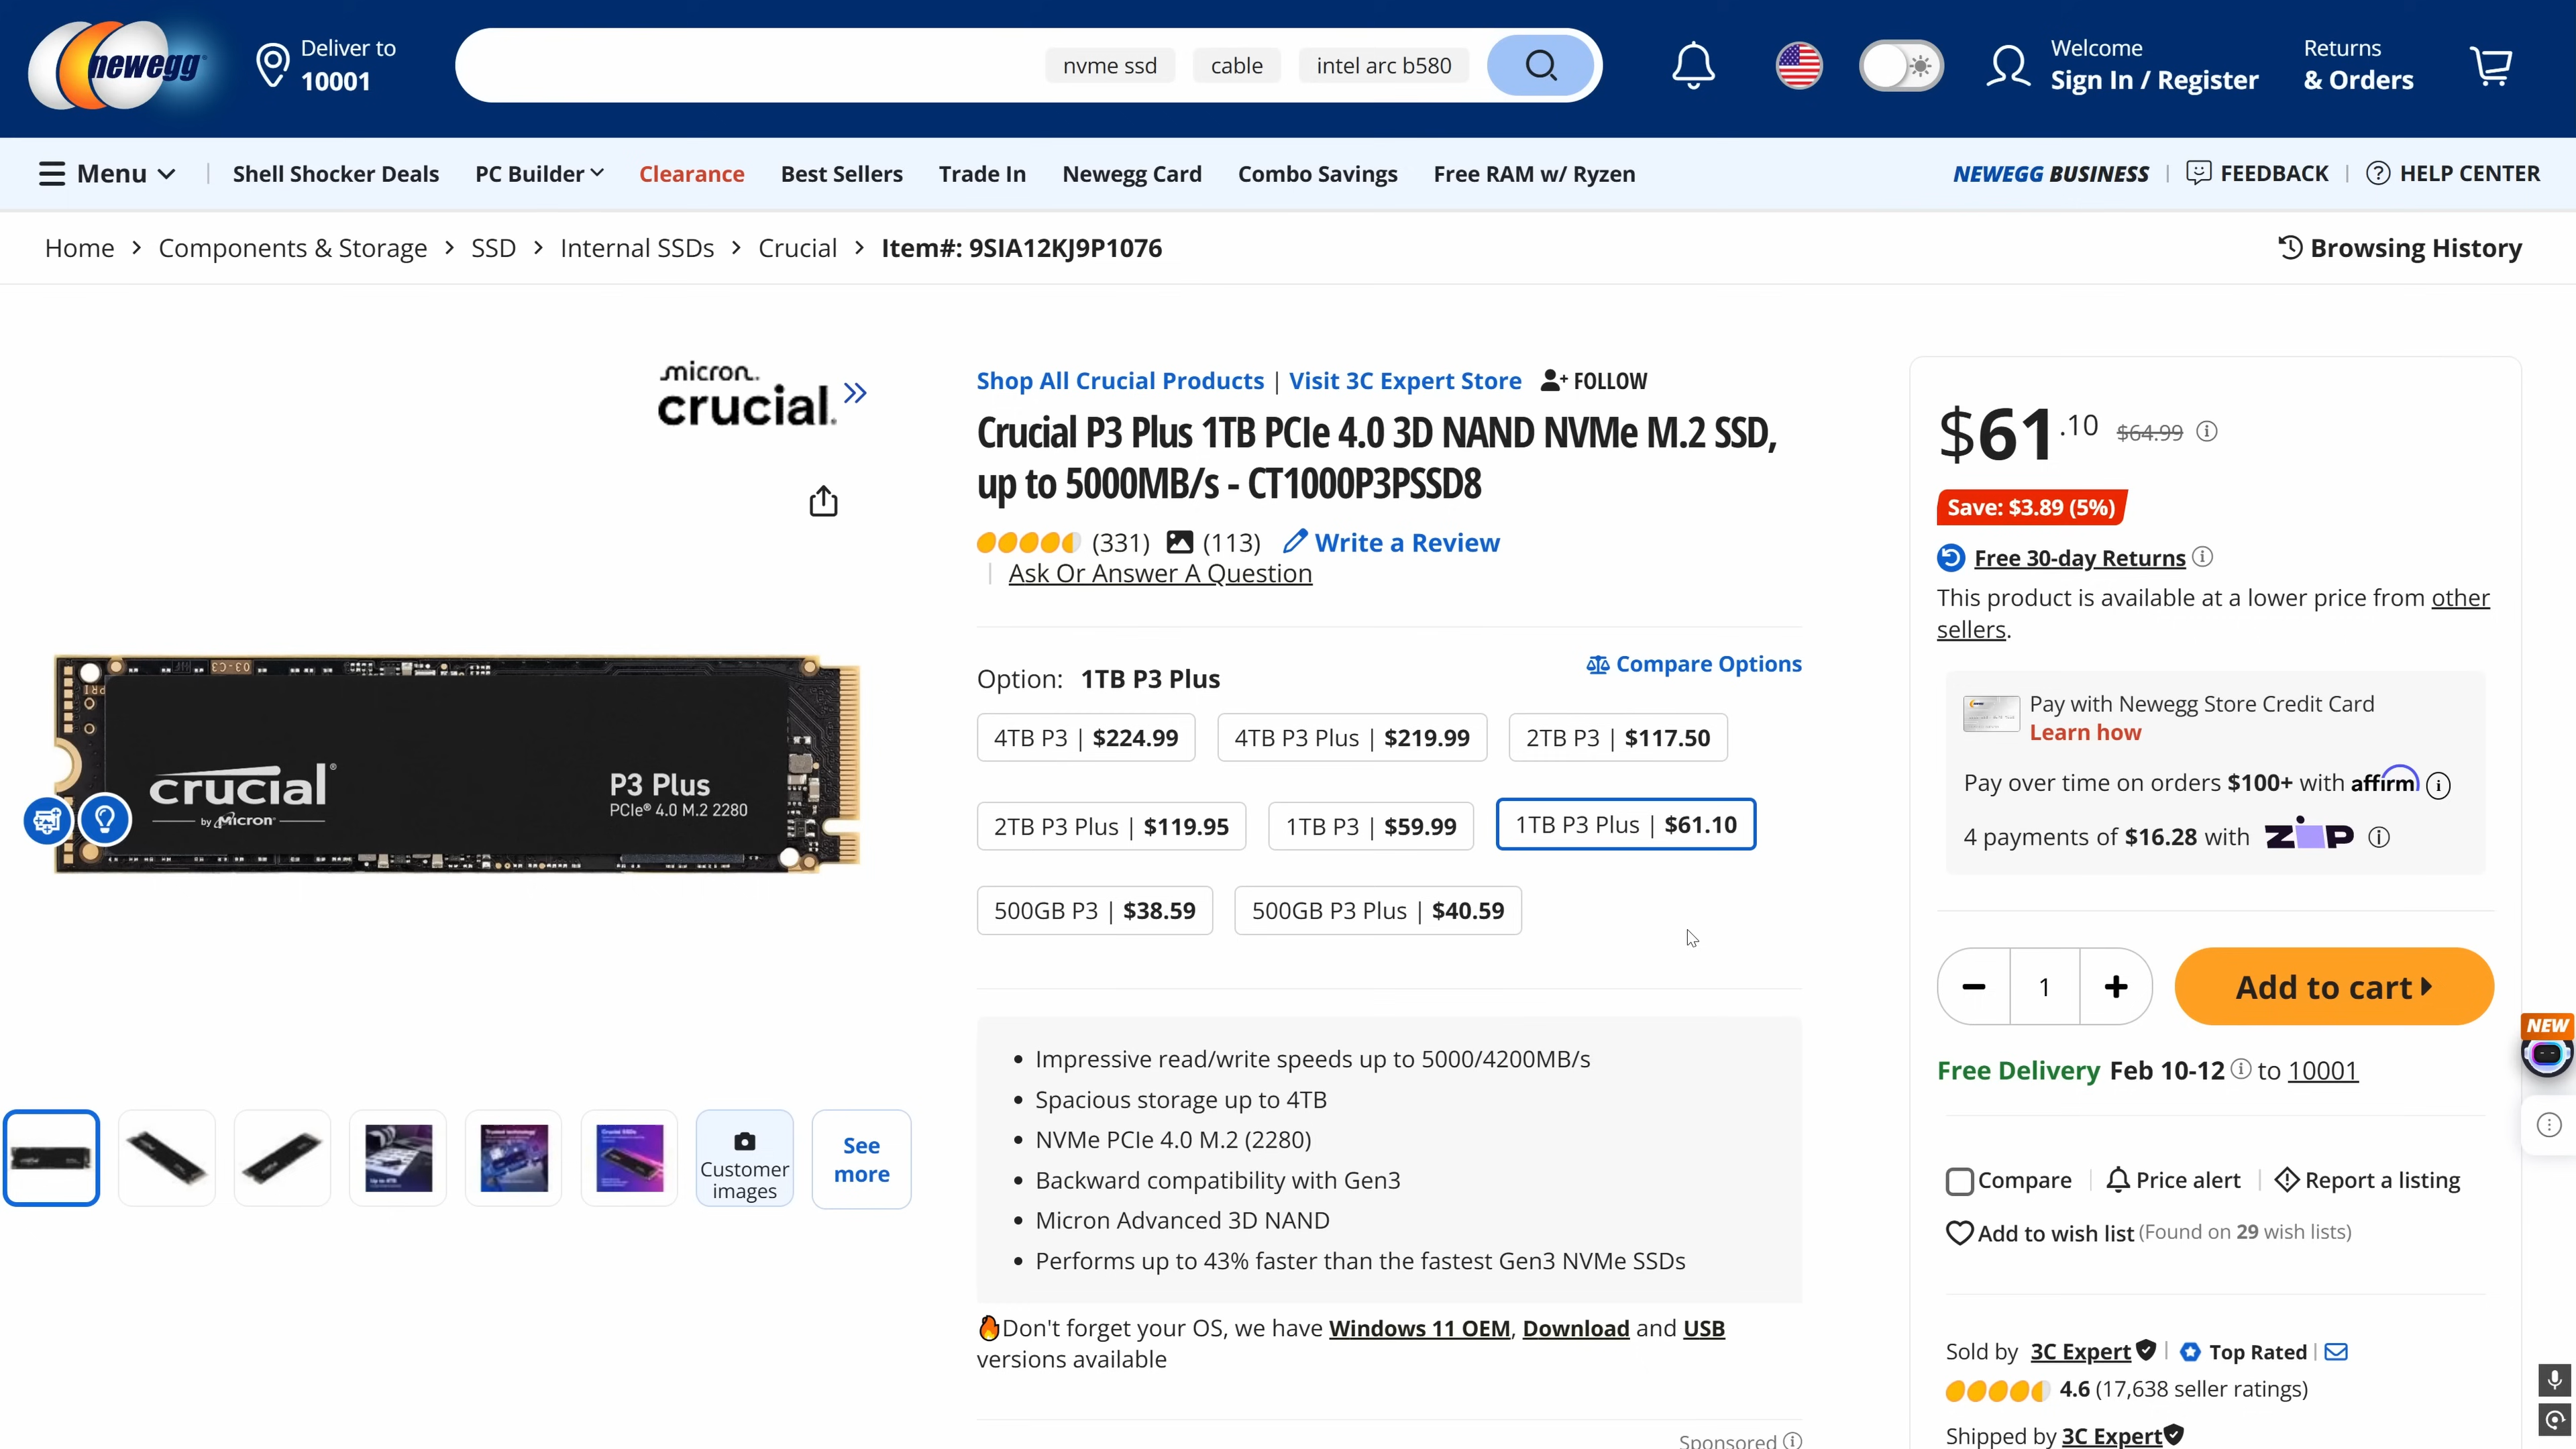 newegg
Deliver to
10001
nvme ssd
cable
intel arc b580
Welcome
Sign In / Register
Returns
& Orders
Menu
Shell Shocker Deals
PC Builder
Clearance
Best Sellers
Trade In
Newegg Card
Combo Savings
Free RAM w/ Ryzen
NEWEGG BUSINESS
FEEDBACK
HELP CENTER
Home > Components & Storage > SSD > Internal SSDs > Crucial > Item#: 9SIA12KJ9P1076
Browsing History
micron
crucial
Shop All Crucial Products | Visit 3C Expert Store
FOLLOW
Crucial P3 Plus 1TB PCIe 4.0 3D NAND NVMe M.2 SSD,
up to 5000MB/s - CT1000P3PSSD8
(331)
(113)
Write a Review
Ask Or Answer A Question
Option: 1TB P3 Plus
Compare Options
4TB P3 | $224.99
4TB P3 Plus | $219.99
2TB P3 | $117.50
2TB P3 Plus | $119.95
1TB P3 | $59.99
1TB P3 Plus | $61.10
500GB P3 | $38.59
500GB P3 Plus | $40.59
crucial
by Micron
P3 Plus
PCIe® 4.0 M.2 2280
Customer
images
See
more
Impressive read/write speeds up to 5000/4200MB/s
Spacious storage up to 4TB
NVMe PCIe 4.0 M.2 (2280)
Backward compatibility with Gen3
Micron Advanced 3D NAND
Performs up to 43% faster than the fastest Gen3 NVMe SSDs
Don't forget your OS, we have Windows 11 OEM, Download and USB
versions available
Sponsored
$61.10 $64.99
Save: $3.89 (5%)
Free 30-day Returns
This product is available at a lower price from other
sellers.
Pay with Newegg Store Credit Card
Learn how
Pay over time on orders $100+ with affirm
4 payments of $16.28 with ZIP
1
Add to cart
NEW
Free Delivery Feb 10-12 to 10001
Compare
Price alert
Report a listing
Add to wish list (Found on 29 wish lists)
Sold by 3C Expert | Top Rated |
4.6 (17,638 seller ratings)
Shipped by 3C Expert